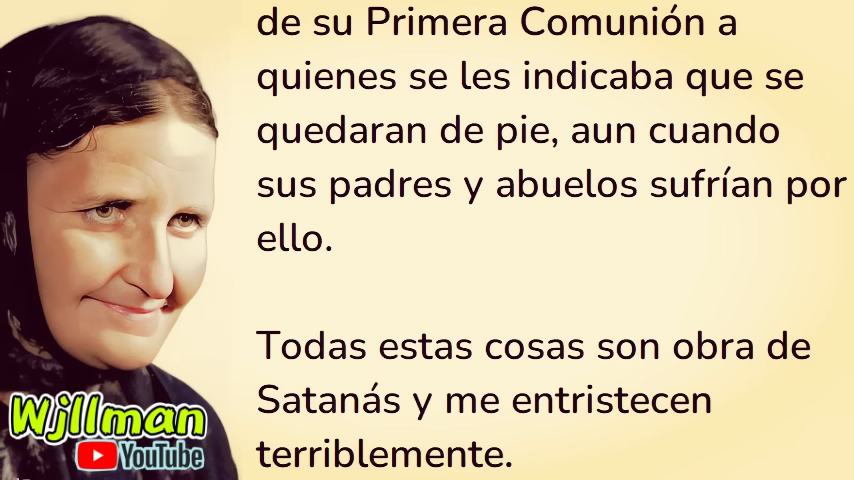 de su Primera Comunión a
quienes se les indicaba que se
quedaran de pie, aun cuando
sus padres y abuelos sufrían por
ello.
Todas estas cosas son obra de
Satanás y me entristecen
terriblemente.
Wjllman
YouTube